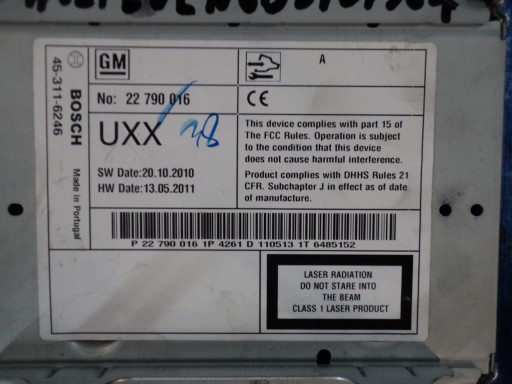 GM
A
No: 22 790 016
UXX 38
SW Date:20.10.2010
HW Date:13.05.2011
CE
This device complies with part 15 of
The FCC Rules. Operation is subject
to the condition that this device
does not cause harmful interference.
Product complies with DHHS Rules 21
CFR. Subchapter J in effect as of date
of manufacture.
P 22 790 016 1P 4261 D 110513 1T 6485152
LASER RADIATION
DO NOT STARE INTO
THE BEAM
CLASS 1 LASER PRODUCT
BOSCH Made in Portugal
45-311-6246